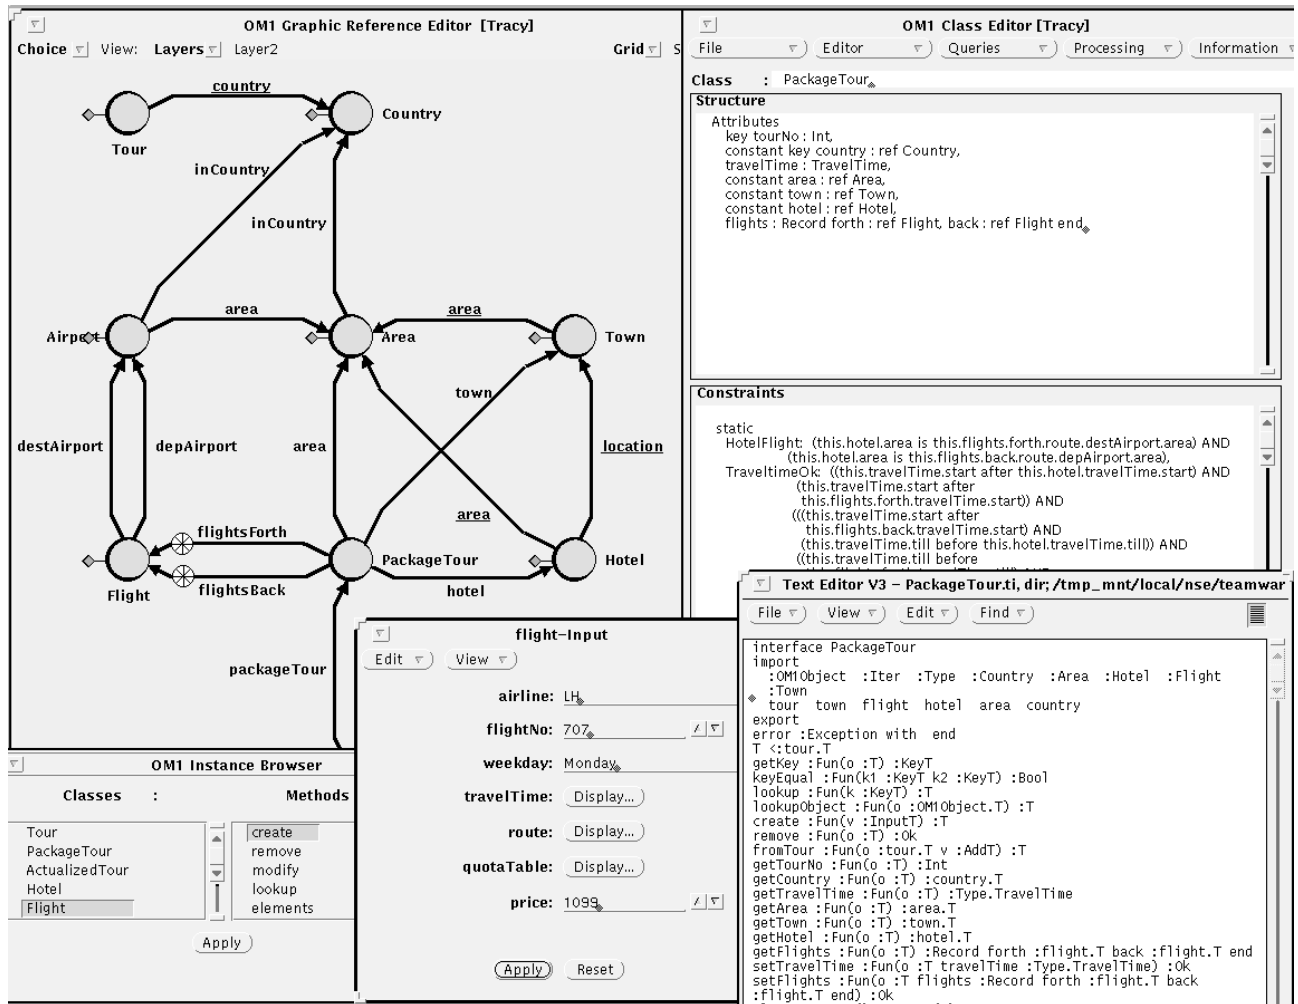 OM1 Graphic Reference Editor [Tracy]
Choice View: Layers Layer2 Grid S
country
Country
Tour
inCountry
inCountry
area
area
Airport
Area
Town
town
destAirport
depAirport
area
location
area
flightsForth
PackageTour
Hotel
Flight
flightsBack
hotel
packageTour
OM1 Class Editor [Tracy]
File Editor Queries Processing Information
Class : PackageTour
Structure
Attributes
key tourNo : Int,
constant key country : ref Country,
travelTime : TravelTime,
constant area : ref Area,
constant town : ref Town,
constant hotel : ref Hotel,
flights : Record forth : ref Flight, back : ref Flight end
Constraints
static
HotelFlight: (this.hotel.area is this.flights.forth.route.destAirport.area) AND
(this.hotel.area is this.flights.back.route.depAirport.area),
TraveltimeOk: ((this.travelTime.start after this.hotel.travelTime.start) AND
(this.travelTime.start after
this.flights.forth.travelTime.start)) AND
(((this.travelTime.start after
this.flights.back.travelTime.start) AND
(this.travelTime.till before this.hotel.travelTime.till)) AND
((this.travelTime.till before
OM1 Instance Browser
Classes : Methods
Tour
PackageTour
ActualizedTour
Hotel
Flight
create
remove
modify
lookup
elements
Apply
flight-Input
Edit View
airline: LH
flightNo: 707
weekday: Monday
travelTime: Display...
route: Display...
quotaTable: Display...
price: 1099
Apply Reset
Text Editor V3 - PackageTour.ti, dir; /tmp_mnt/local/nse/teamwar
File View Edit Find
interface PackageTour
import
:OM1Object :Iter :Type :Country :Area :Hotel :Flight
:Town
tour town flight hotel area country
export
error :Exception with end
T <:tour.T
getKey :Fun(o :T) :KeyT
keyEqual :Fun(k1 :KeyT k2 :KeyT) :Bool
lookup :Fun(k :KeyT) :T
lookupObject :Fun(o :OM1Object.T) :T
create :Fun(v :InputT) :T
remove :Fun(o :T) :Ok
fromTour :Fun(o :tour.T v :AddT) :T
getTourNo :Fun(o :T) :Int
getCountry :Fun(o :T) :country.T
getTravelTime :Fun(o :T) :Type.TravelTime
getArea :Fun(o :T) :area.T
getTown :Fun(o :T) :town.T
getHotel :Fun(o :T) :hotel.T
getFlights :Fun(o :T) :Record forth :flight.T back :flight.T end
setTravelTime :Fun(o :T travelTime :Type.TravelTime) :Ok
setFlights :Fun(o :T flights :Record forth :flight.T back
:flight.T end) :Ok